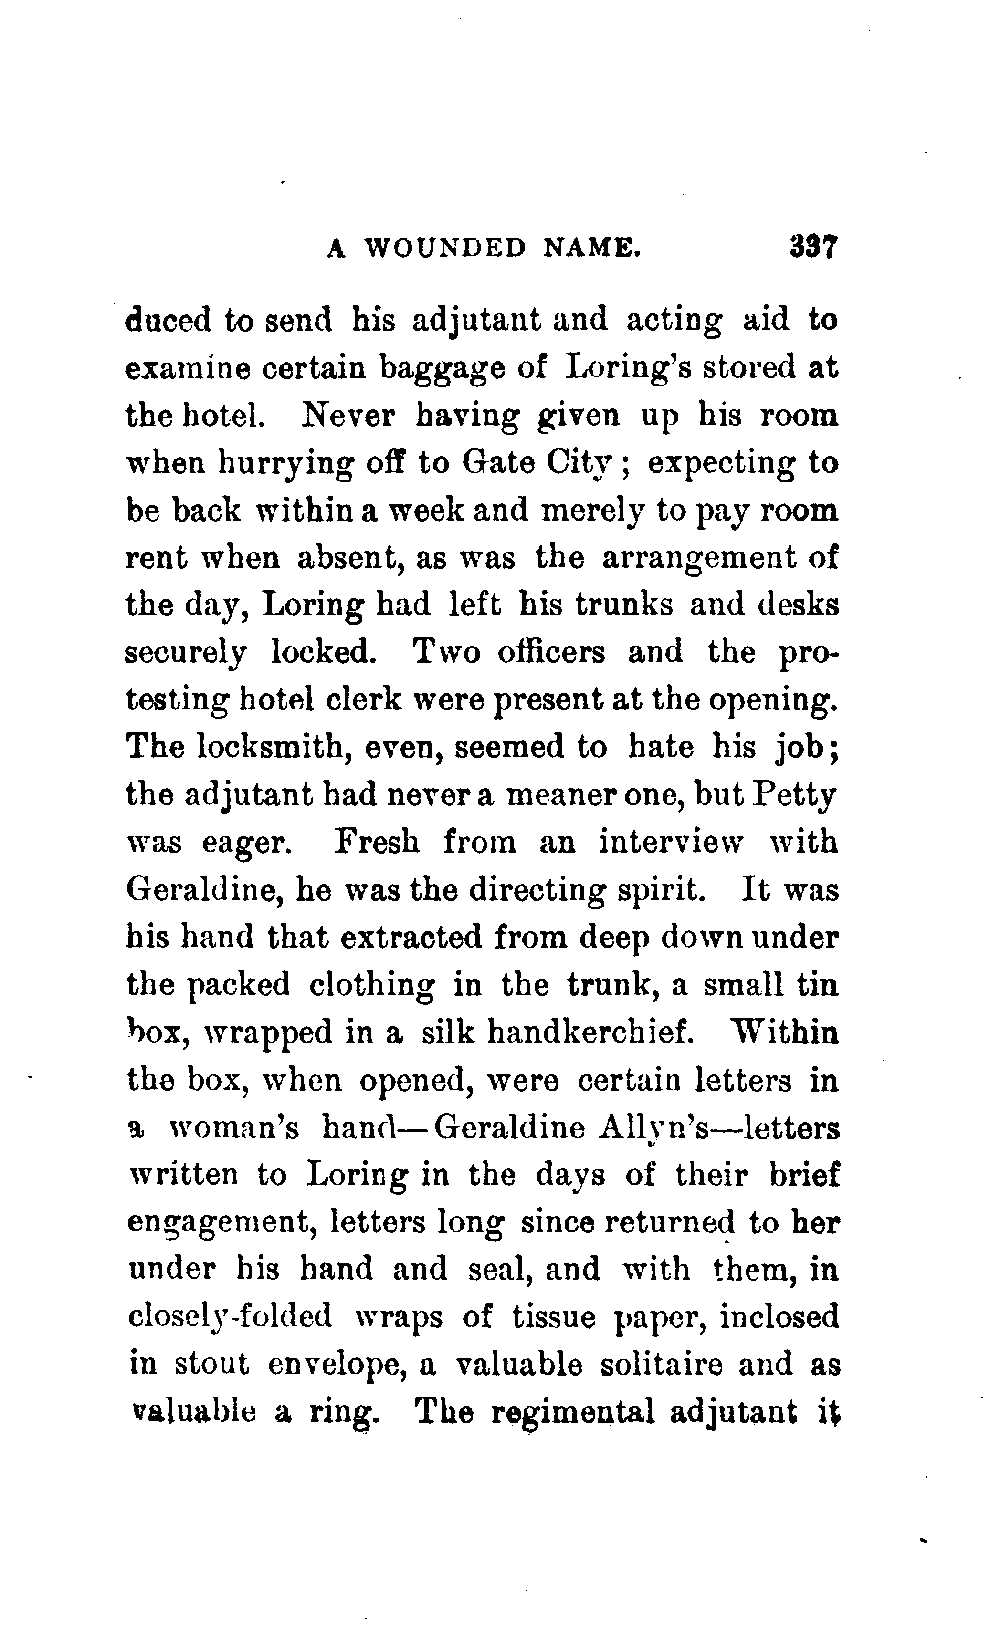 A WOUNDED NAME. 337
duced to send his adjutant and acting aid to
examine certain baggage of Loring's stored at
the hotel. Never having given up his room
when hurrying off to Gate City; expecting to
be back within a week and merely to pay room
rent when absent, as was the arrangement of
the day, Loring had left his trunks and desks
securely locked. Two officers and the pro-
testing hotel clerk were present at the opening.
The locksmith, even, seemed to hate his job;
the adjutant had never a meaner one, but Petty
was eager. Fresh from an interview with
Geraldine, he was the directing spirit. It was
his hand that extracted from deep down under
the packed clothing in the trunk, a small tin
box, wrapped in a silk handkerchief. Within
the box, when opened, were certain letters in
a woman's hand—Geraldine Allyn's—letters
written to Loring in the days of their brief
engagement, letters long since returned to her
under his hand and seal, and with them, in
closely-folded wraps of tissue paper, inclosed
in stout envelope, a valuable solitaire and as
valuable a ring. The regimental adjutant it